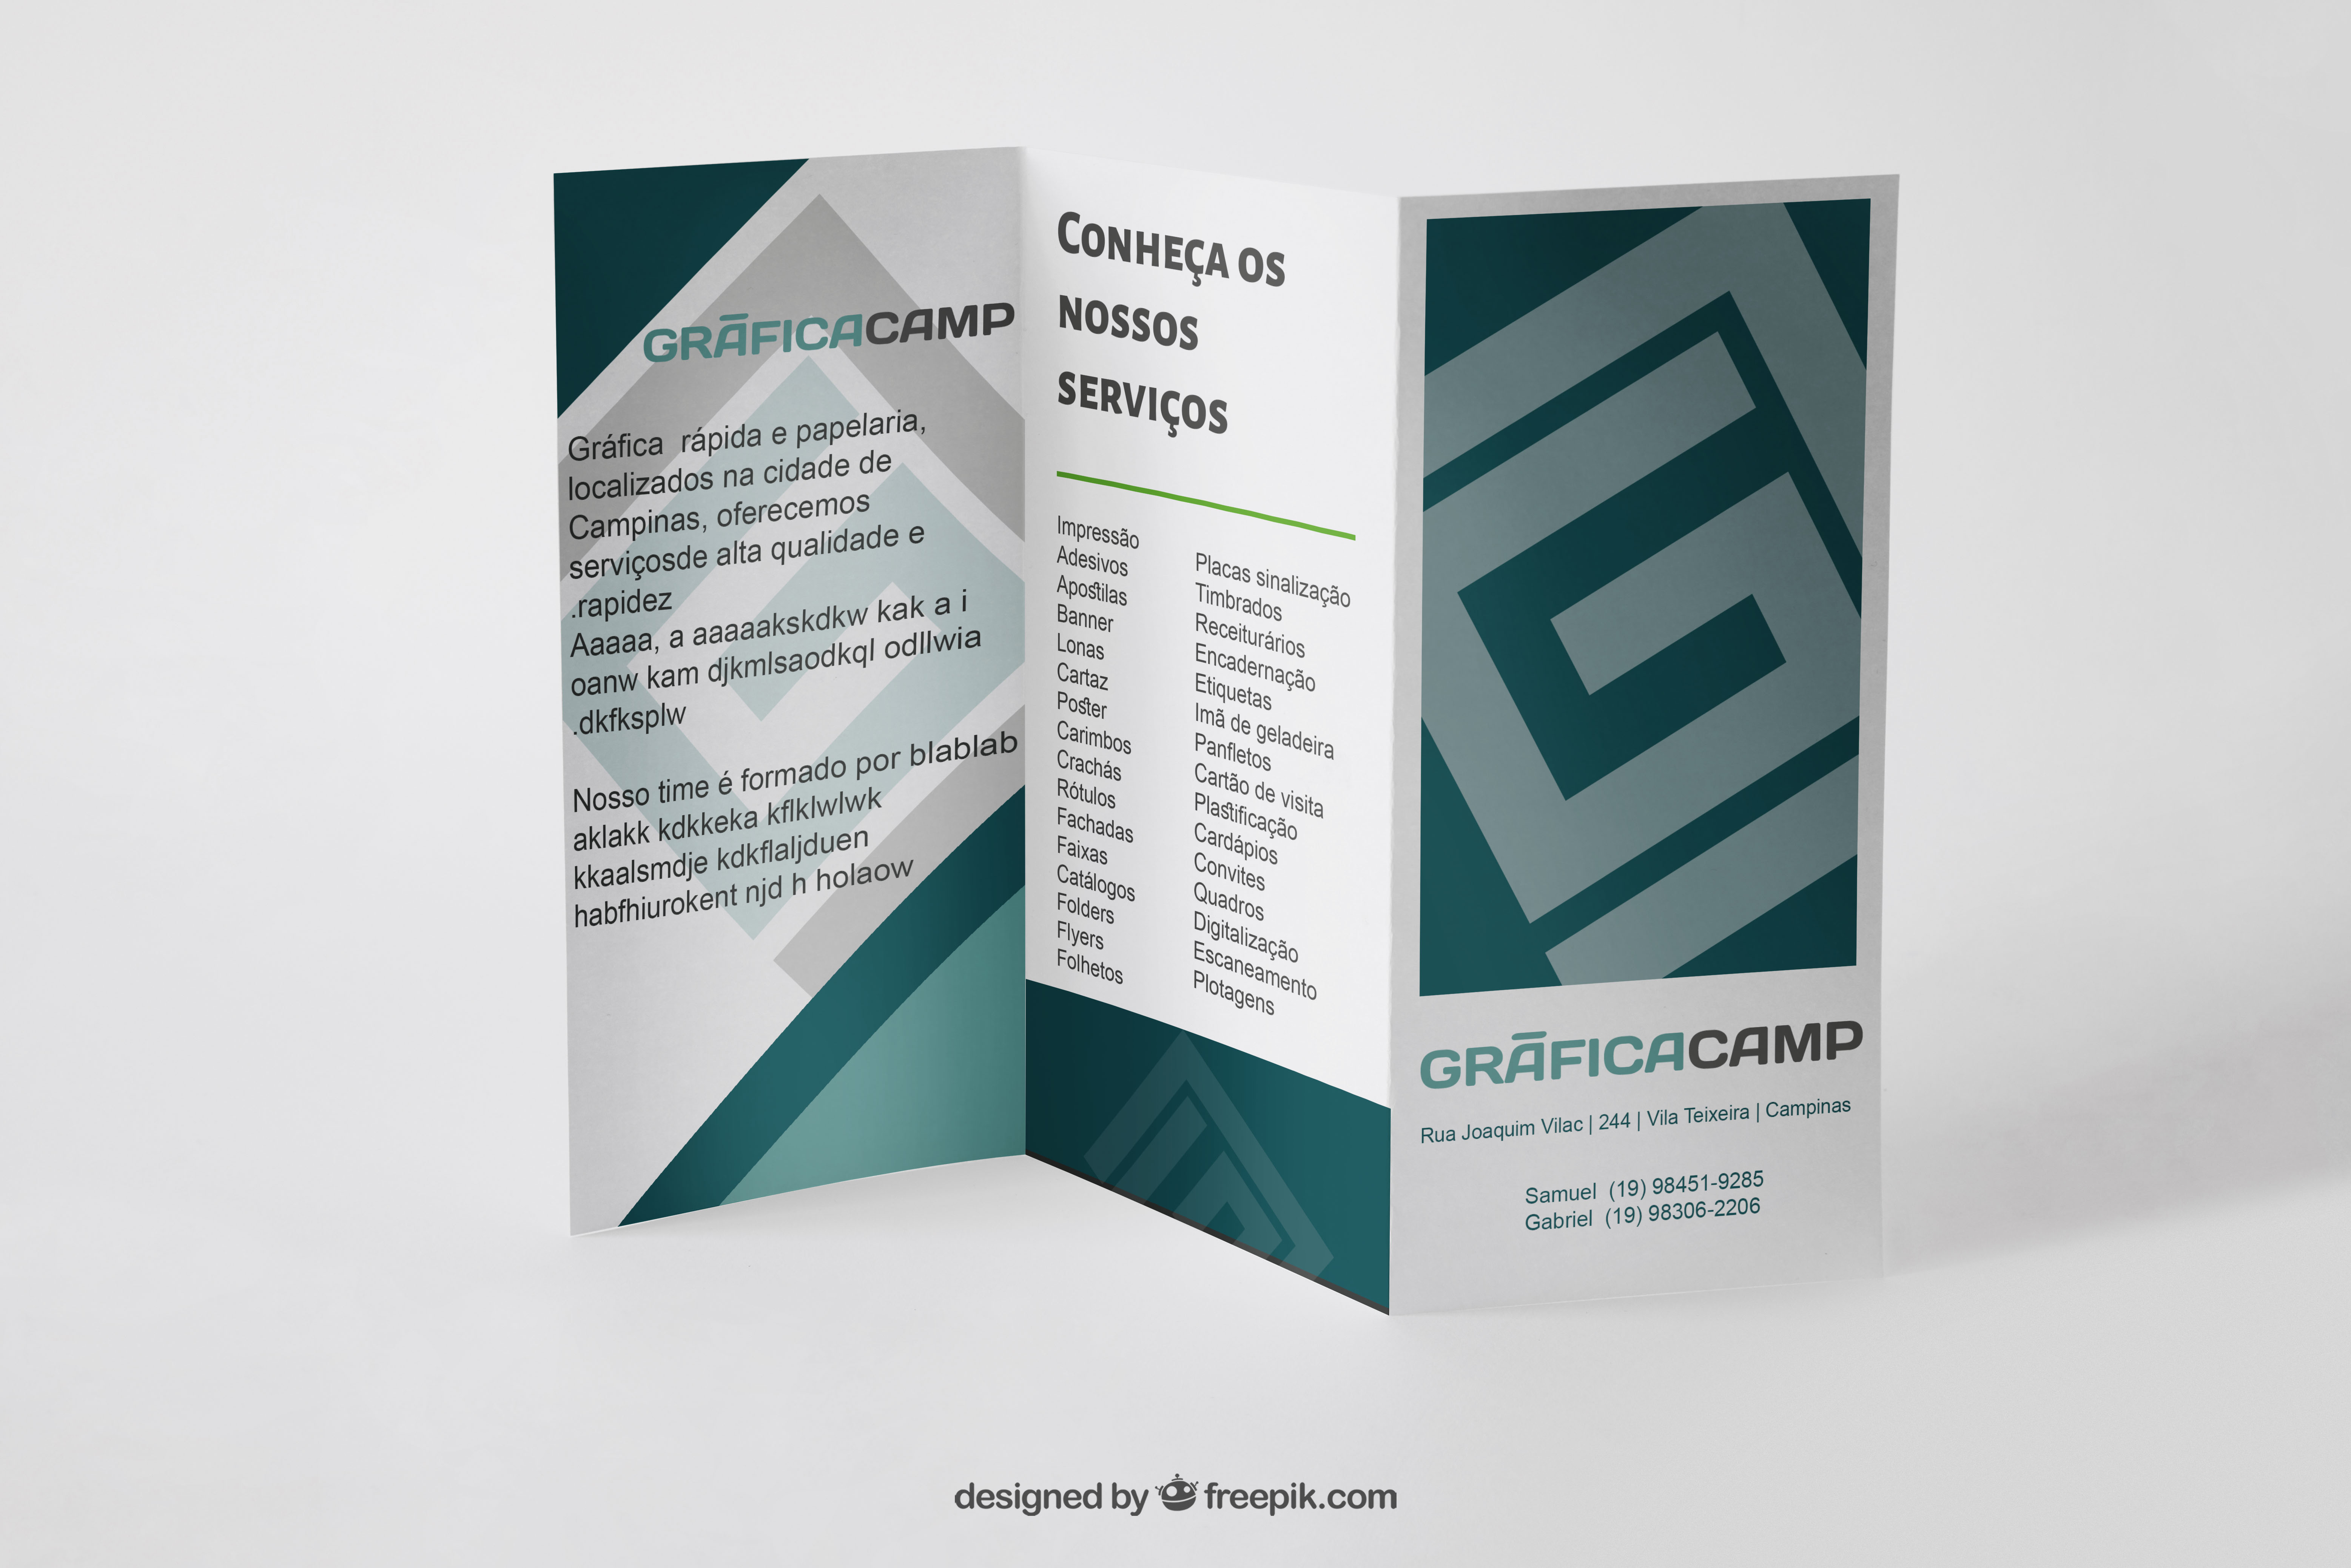 GRÁFICACAMP
Gráfica  rápida e papelaria,
localizados na cidade de
Campinas, oferecemos
serviçosde alta qualidade e
.rapidez
Aaaaa, a aaaaakskdkw kak a i
oanw kam djkmlsaodkql odllwia
.dkfksplw
Nosso time é formado por blablab
aklakk kdkkeka kflklwlwk
kkaalsmdje kdkflaljduen
habfhiurokent njd h holaow
CONHEÇA OS
NOSSOS
SERVIÇOS
Impressão
Adesivos
Apostilas
Banner
Lonas
Cartaz
Poster
Carimbos
Crachás
Rótulos
Fachadas
Faixas
Catálogos
Folders
Flyers
Folhetos
Placas sinalização
Timbrados
Receiturários
Encadernação
Etiquetas
Imã de geladeira
Panfletos
Cartão de visita
Plastificação
Cardápios
Convites
Quadros
Digitalização
Escaneamento
Plotagens
GRÁFICACAMP
Rua Joaquim Vilac | 244 | Vila Teixeira | Campinas
Samuel  (19) 98451-9285
Gabriel  (19) 98306-2206
designed by freepik.com